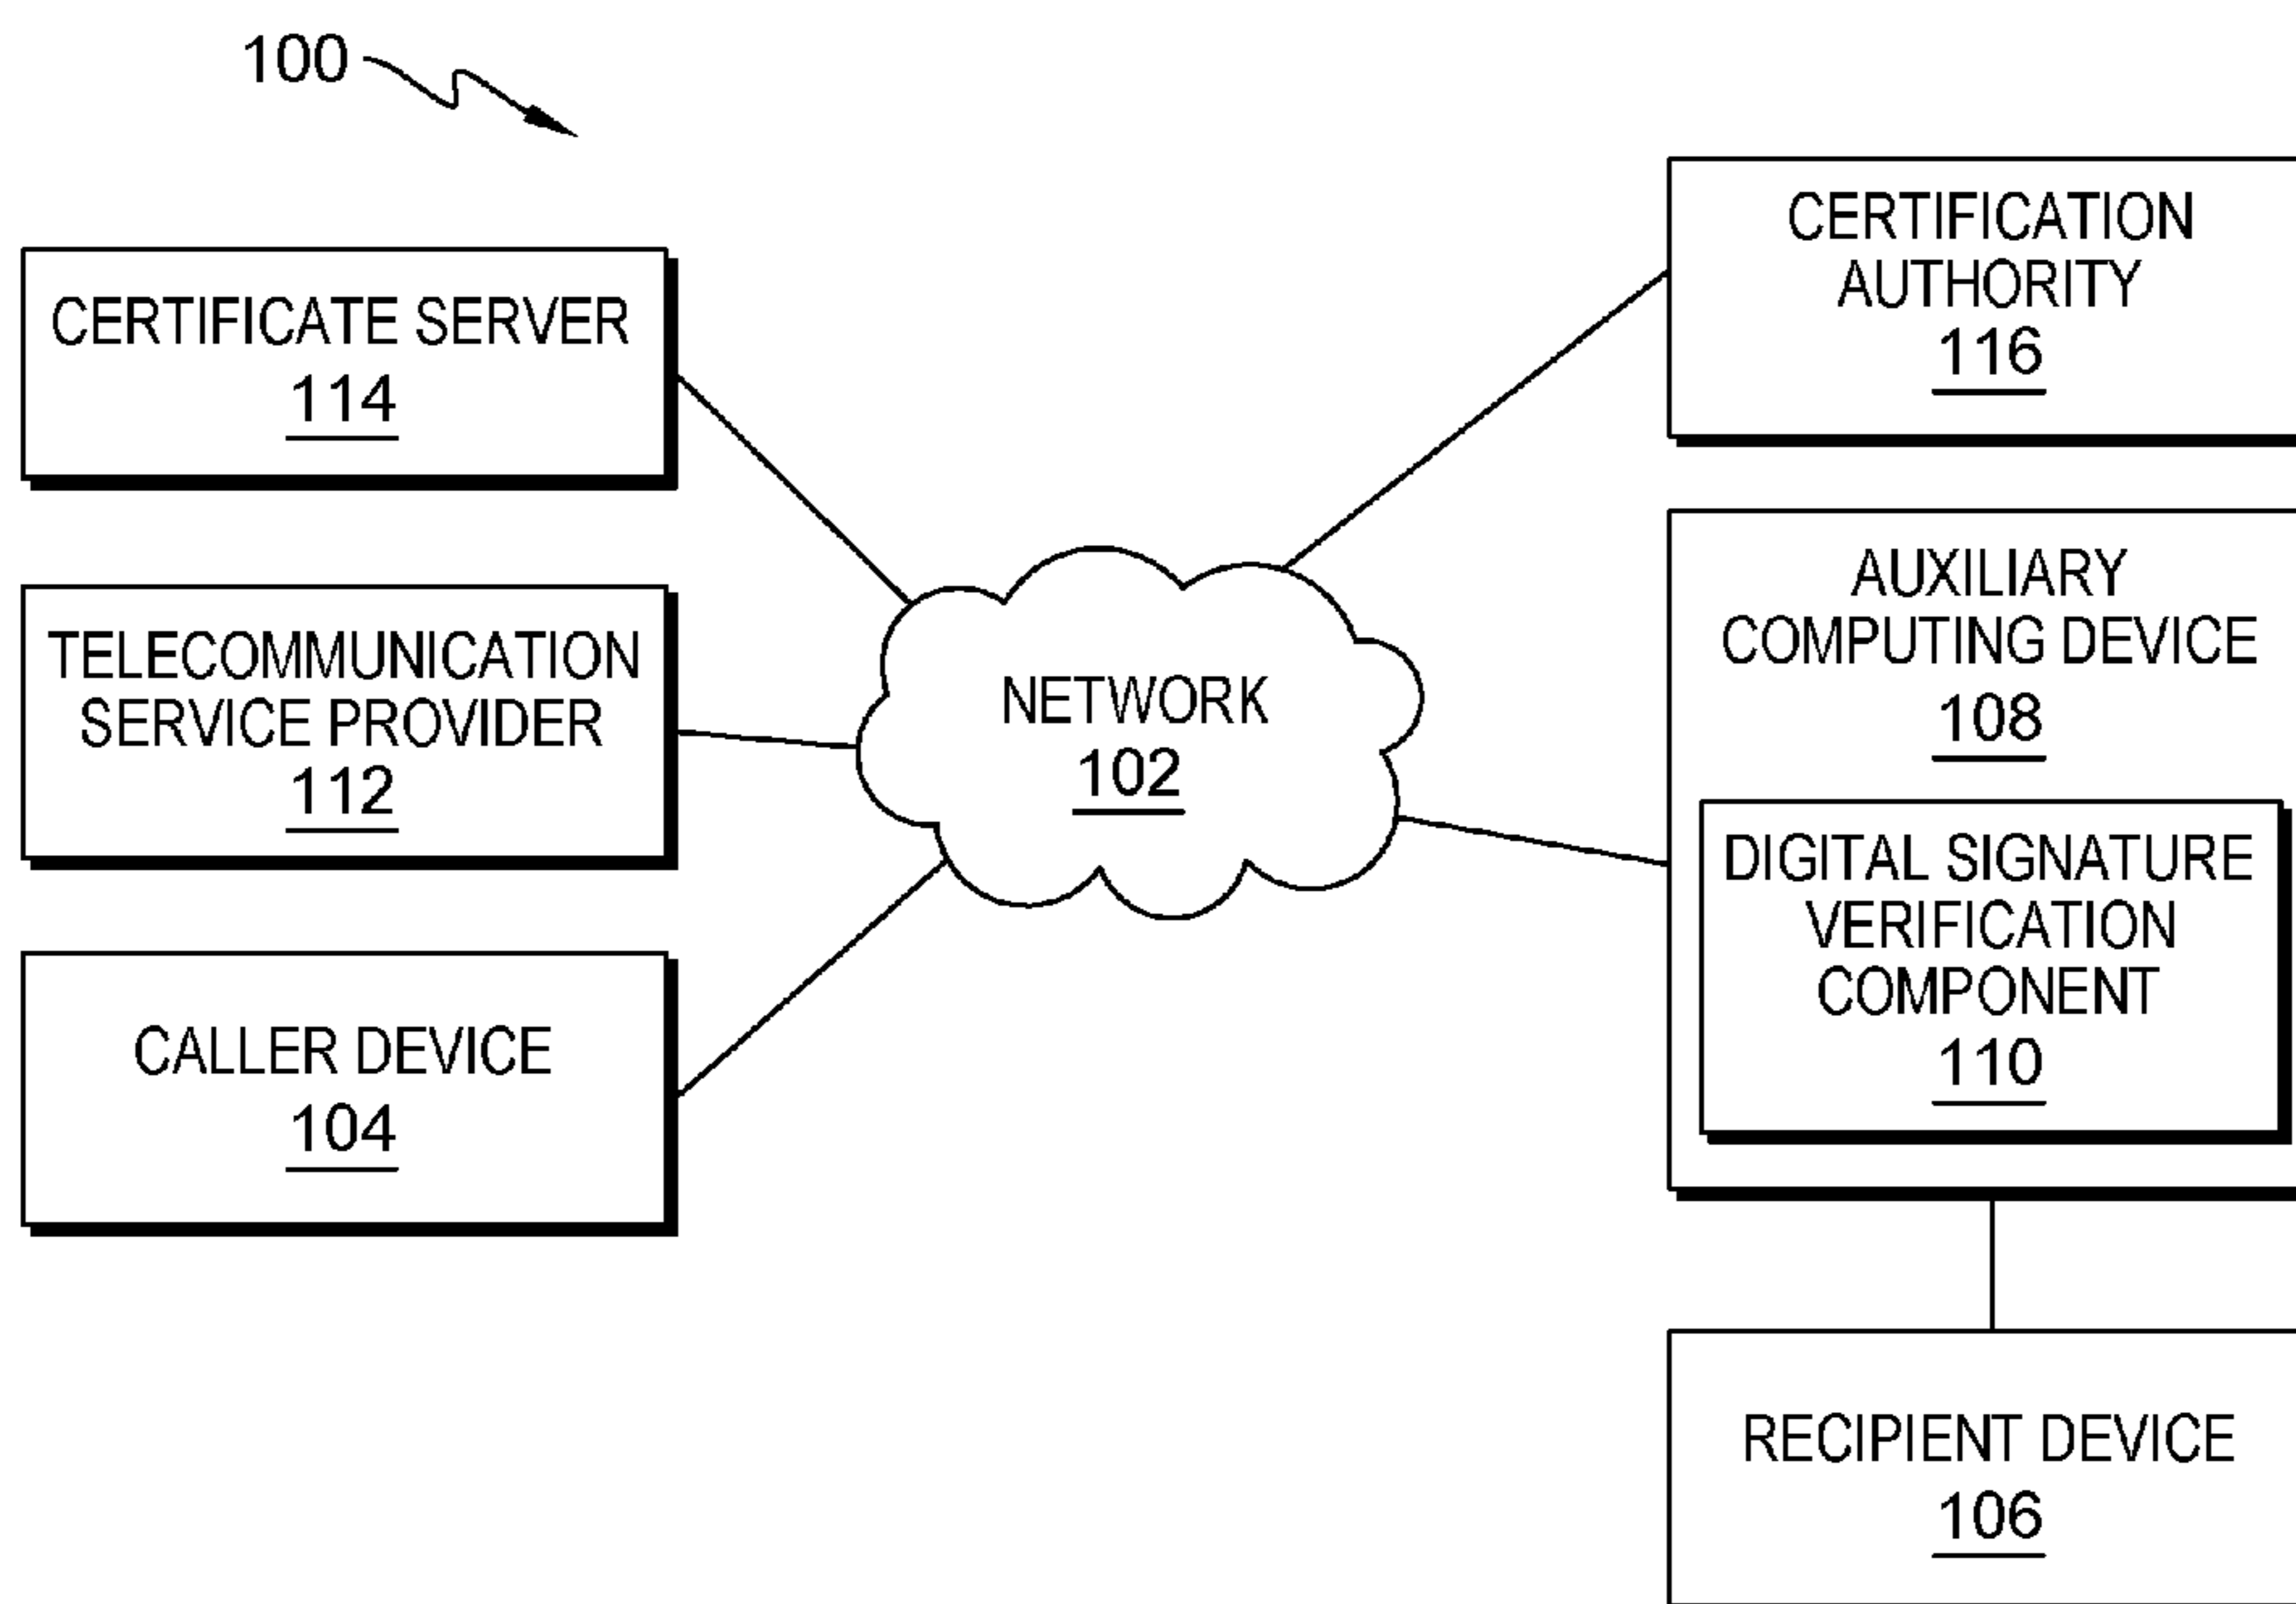 100
CERTIFICATE SERVER
114
TELECOMMUNICATION
SERVICE PROVIDER
112
CALLER DEVICE
104
NETWORK
102
CERTIFICATION
AUTHORITY
116
AUXILIARY
COMPUTING DEVICE
108
DIGITAL SIGNATURE
VERIFICATION
COMPONENT
110
RECIPIENT DEVICE
106